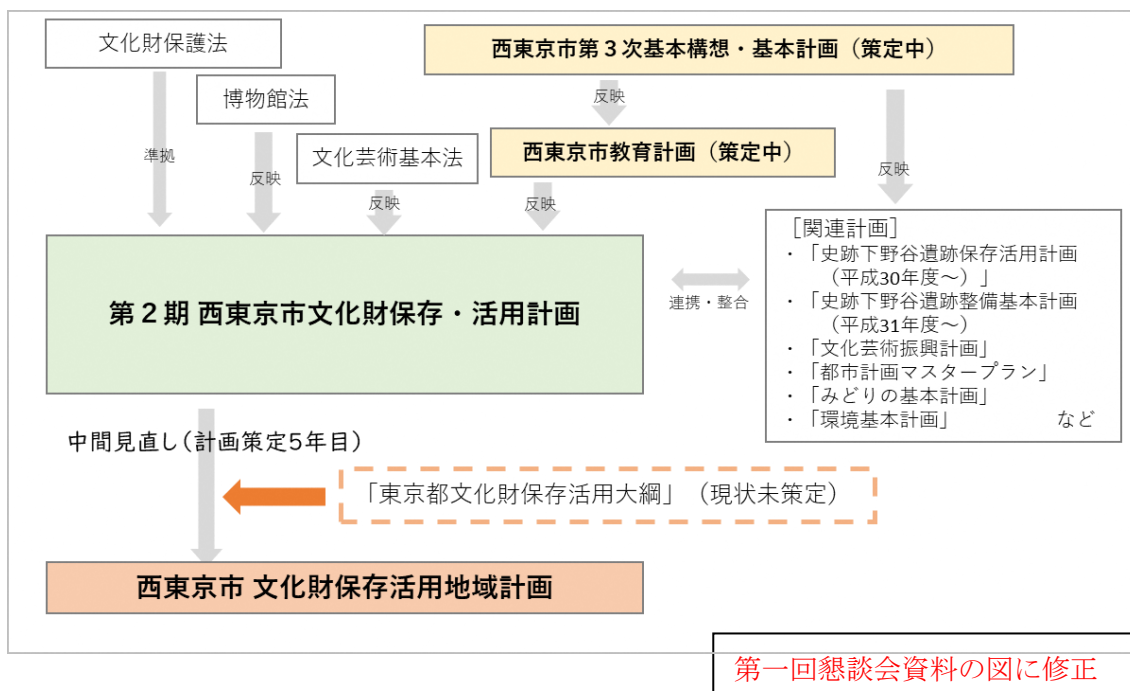 文化財保護法
西東京市第３次基本構想・基本計画（策定中）
博物館法
反映
準拠
文化芸術基本法
西東京市教育計画（策定中）
反映
反映
反映
反映
第２期 西東京市文化財保存・活用計画
連携・整合
［関連計画］
・「史跡下野谷遺跡保存活用計画
（平成30年度～）」
・「史跡下野谷遺跡整備基本計画
（平成31年度～）
・「文化芸術振興計画」
・「都市計画マスタープラン」
・「みどりの基本計画」
・「環境基本計画」 など
中間見直し（計画策定5年目）
「東京都文化財保存活用大綱」（現状未策定）
西東京市 文化財保存活用地域計画
第一回懇談会資料の図に修正